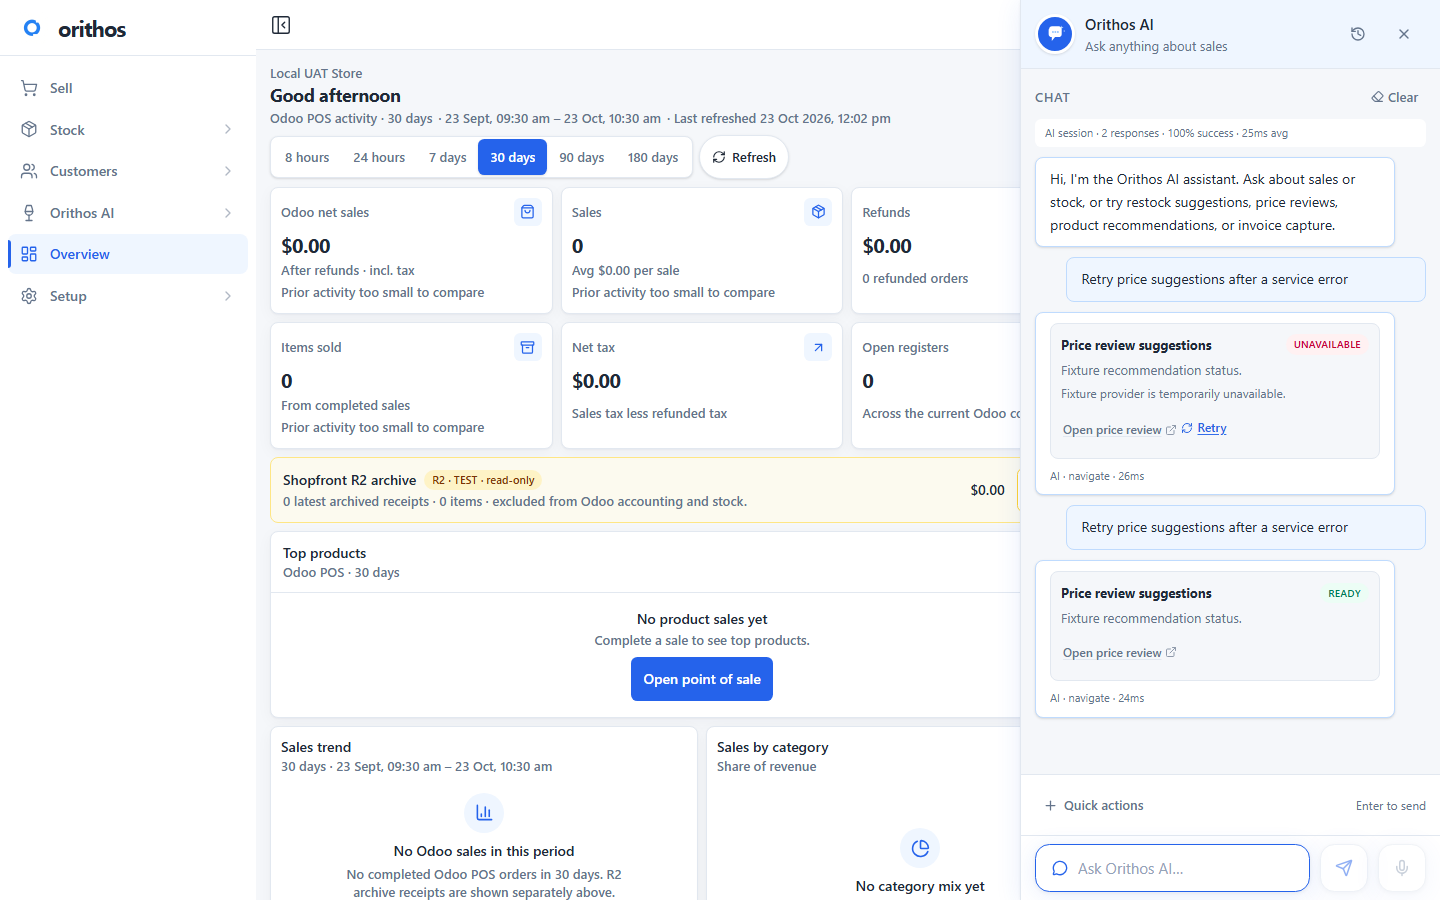 orithos
Sell
Stock
Customers
Orithos AI
Overview
Setup
Local UAT Store
Good afternoon
Odoo POS activity · 30 days · 23 Sept, 09:30 am – 23 Oct, 10:30 am · Last refreshed 23 Oct 2026, 12:02 pm
8 hours
24 hours
7 days
30 days
90 days
180 days
Refresh
Odoo net sales
$0.00
After refunds · incl. tax
Prior activity too small to compare
Sales
0
Avg $0.00 per sale
Prior activity too small to compare
Refunds
$0.00
0 refunded orders
Items sold
0
From completed sales
Prior activity too small to compare
Net tax
$0.00
Sales tax less refunded tax
Open registers
0
Across the current Odoo
Shopfront R2 archive
R2 · TEST · read-only
0 latest archived receipts · 0 items · excluded from Odoo accounting and stock.
$0.00
Top products
Odoo POS · 30 days
No product sales yet
Complete a sale to see top products.
Open point of sale
Sales trend
30 days · 23 Sept, 09:30 am – 23 Oct, 10:30 am
No Odoo sales in this period
No completed Odoo POS orders in 30 days. R2
archive receipts are shown separately above.
Sales by category
Share of revenue
No category mix yet
Orithos AI
Ask anything about sales
CHAT
Clear
AI session · 2 responses · 100% success · 25ms avg
Hi, I'm the Orithos AI assistant. Ask about sales or
stock, or try restock suggestions, price reviews,
product recommendations, or invoice capture.
Retry price suggestions after a service error
Price review suggestions
UNAVAILABLE
Fixture recommendation status.
Fixture provider is temporarily unavailable.
Open price review
Retry
AI · navigate · 26ms
Retry price suggestions after a service error
Price review suggestions
READY
Fixture recommendation status.
Open price review
AI · navigate · 24ms
Quick actions
Enter to send
Ask Orithos AI...